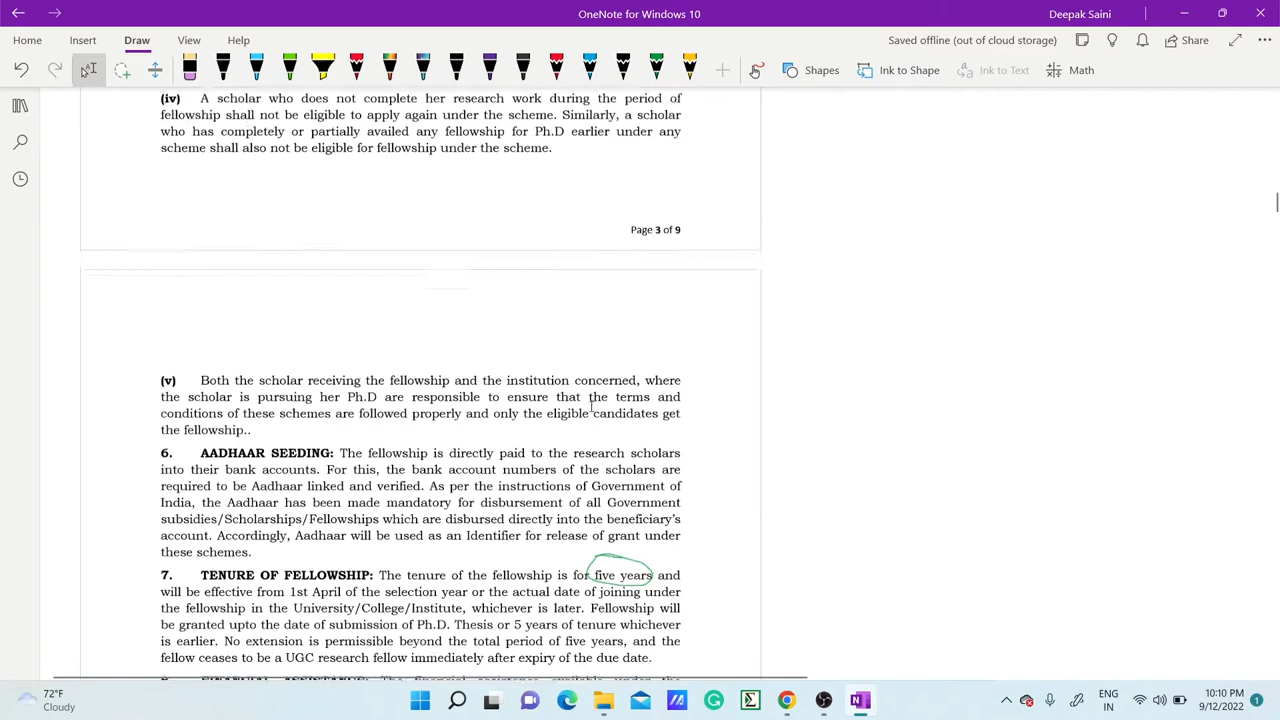 OneNote for Windows 10
Deepak Saini
Home Insert Draw View Help
Saved offline (out of cloud storage)
Share
Shapes
Ink to Shape
Ink to Text
Math
(iv) A scholar who does not complete her research work during the period of
fellowship shall not be eligible to apply again under the scheme. Similarly, a scholar
who has completely or partially availed any fellowship for Ph.D earlier under any
scheme shall also not be eligible for fellowship under the scheme.
Page 3 of 9
(v) Both the scholar receiving the fellowship and the institution concerned, where
the scholar is pursuing her Ph.D are responsible to ensure that the terms and
conditions of these schemes are followed properly and only the eligible candidates get
the fellowship..
6. AADHAAR SEEDING: The fellowship is directly paid to the research scholars
into their bank accounts. For this, the bank account numbers of the scholars are
required to be Aadhaar linked and verified. As per the instructions of Government of
India, the Aadhaar has been made mandatory for disbursement of all Government
subsidies/Scholarships/Fellowships which are disbursed directly into the beneficiary's
account. Accordingly, Aadhaar will be used as an Identifier for release of grant under
these schemes.
7. TENURE OF FELLOWSHIP: The tenure of the fellowship is for five years and
will be effective from 1st April of the selection year or the actual date of joining under
the fellowship in the University/College/Institute, whichever is later. Fellowship will
be granted upto the date of submission of Ph.D. Thesis or 5 years of tenure whichever
is earlier. No extension is permissible beyond the total period of five years, and the
fellow ceases to be a UGC research fellow immediately after expiry of the due date.
8. FINANCIAL ASSISTANCE: The financial assistance available under the
72°F
Cloudy
ENG
IN
10:10 PM
9/12/2022
1